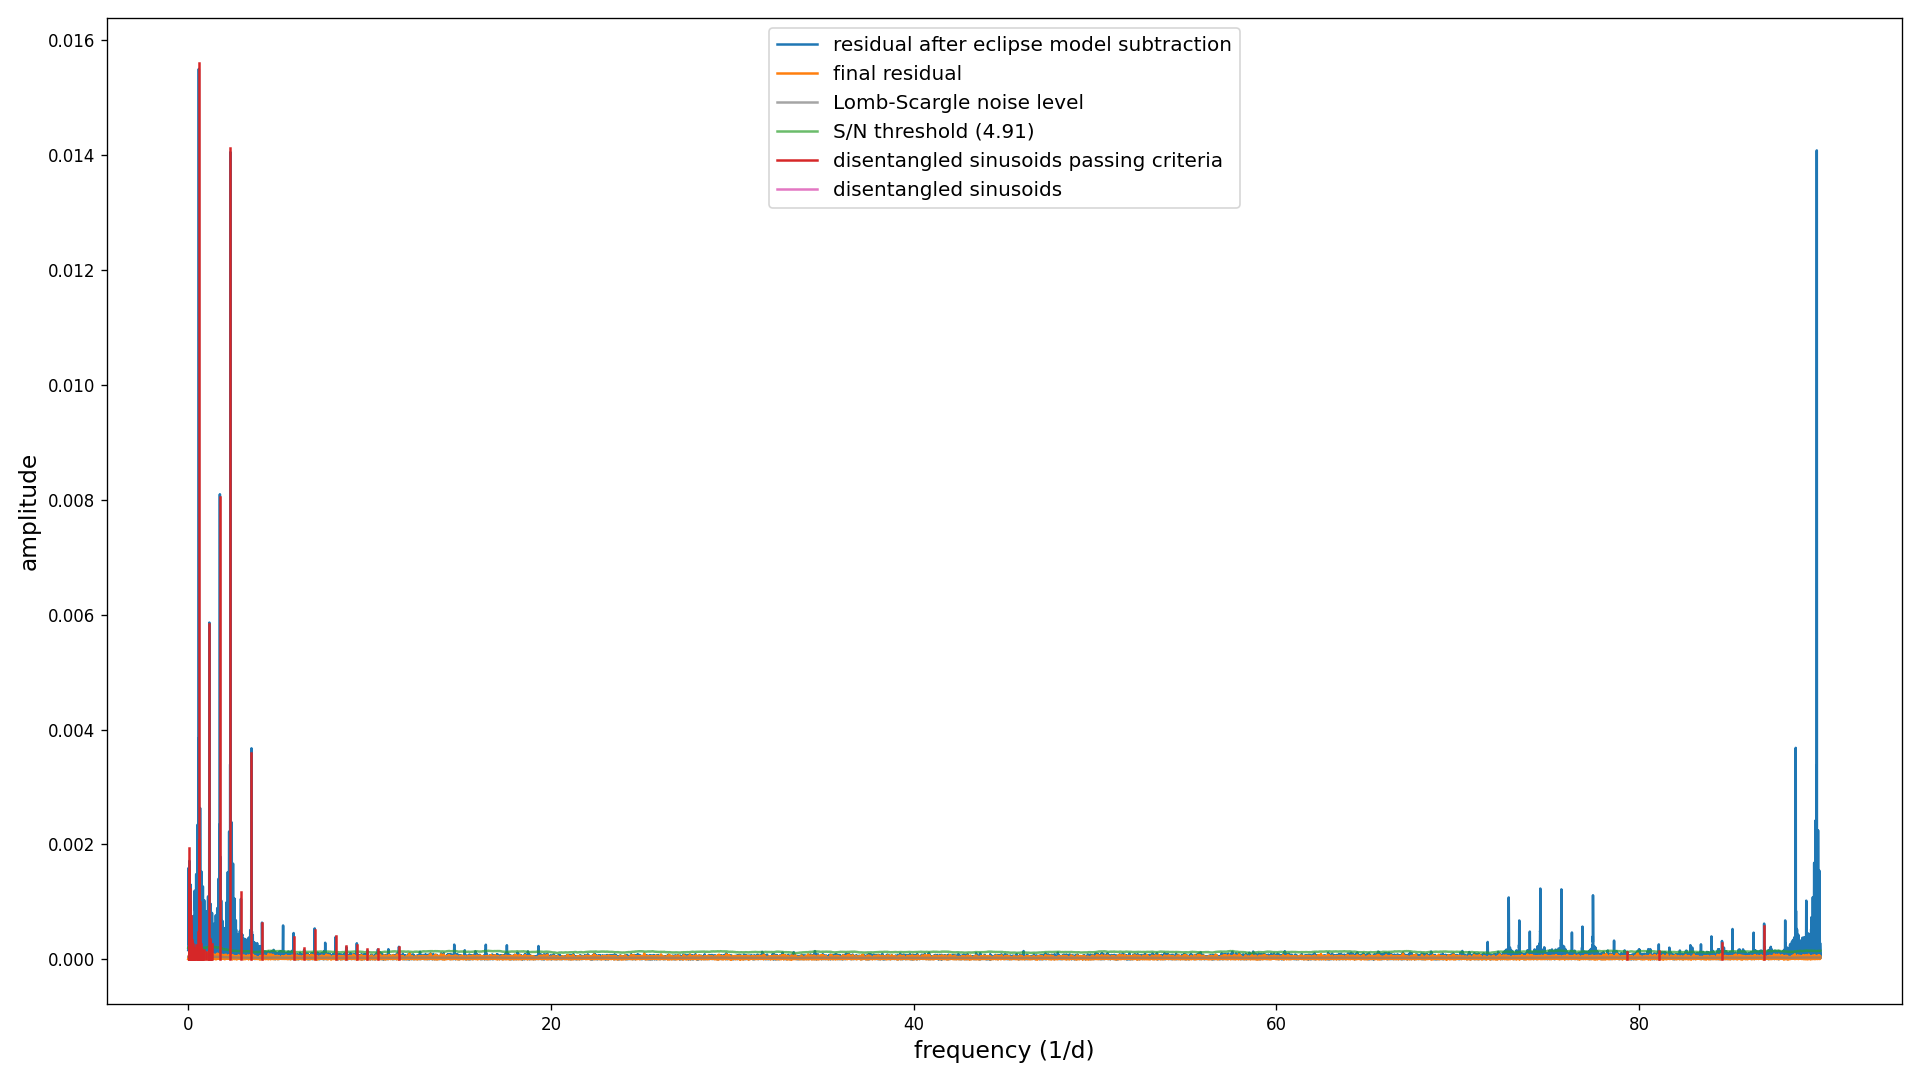 0.016
0.014
0.012
0.010
0.008
0.006
0.004
0.002
0.000
amplitude
residual after eclipse model subtraction
final residual
Lomb-Scargle noise level
S/N threshold (4.91)
disentangled sinusoids passing criteria
disentangled sinusoids
0 20 40 60 80
frequency (1/d)